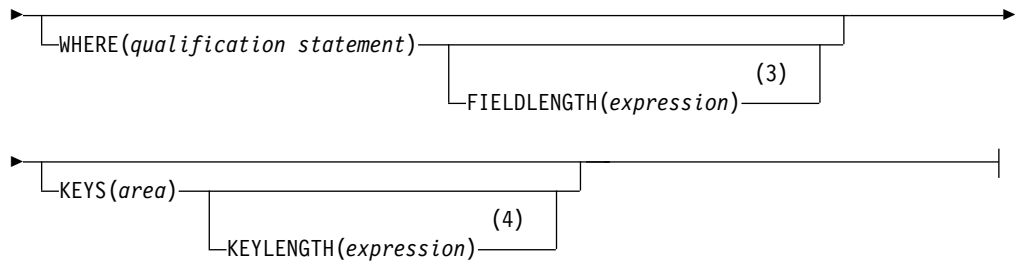 WHERE(qualification statement)
(3)
FIELDLENGTH(expression)
KEYS(area)
(4)
KEYLENGTH(expression)